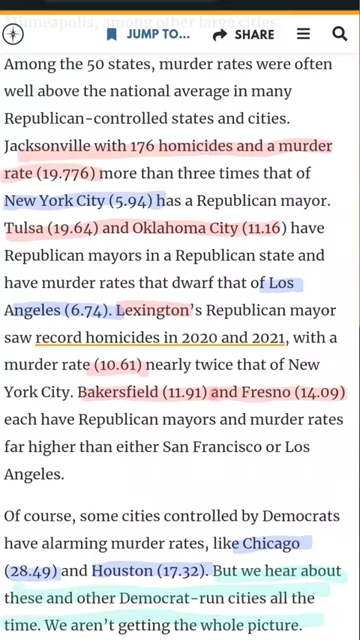 Minneapolis, among other large cities.
JUMP TO... SHARE
Among the 50 states, murder rates were often
well above the national average in many
Republican-controlled states and cities.
Jacksonville with 176 homicides and a murder
rate (19.776) more than three times that of
New York City (5.94) has a Republican mayor.
Tulsa (19.64) and Oklahoma City (11.16) have
Republican mayors in a Republican state and
have murder rates that dwarf that of Los
Angeles (6.74). Lexington's Republican mayor
saw record homicides in 2020 and 2021, with a
murder rate (10.61) nearly twice that of New
York City. Bakersfield (11.91) and Fresno (14.09)
each have Republican mayors and murder rates
far higher than either San Francisco or Los
Angeles.
Of course, some cities controlled by Democrats
have alarming murder rates, like Chicago
(28.49) and Houston (17.32). But we hear about
these and other Democrat-run cities all the
time. We aren't getting the whole picture.